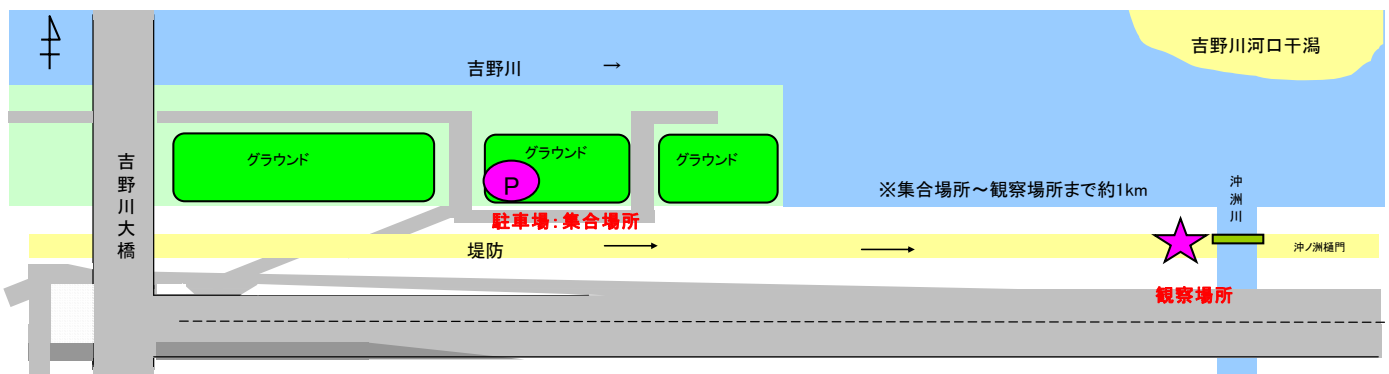 吉野川河口干潟
吉野川 →
吉野川大橋
グラウンド
グラウンド
グラウンド
P
※集合場所～観察場所まで約1km
沖洲川
駐車場:集合場所
堤防
沖ノ洲樋門
観察場所